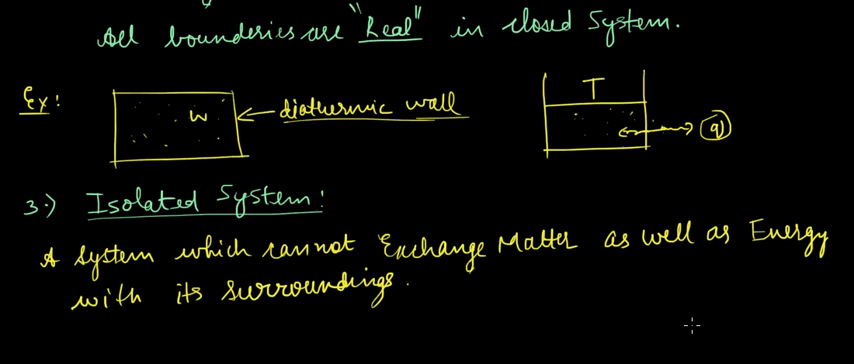 All bounderies are "Real" in closed System.
Ex:
W
diathermic wall
T
q
3.) Isolated System:
A system which cannot Exchange Matter as well as Energy
with its surroundings.